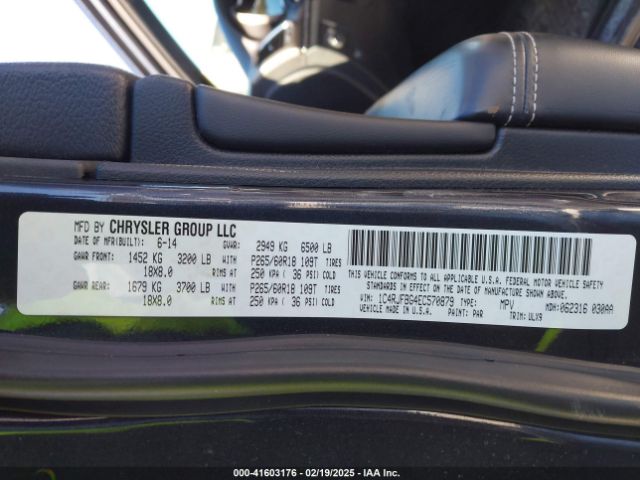 MFD BY CHRYSLER GROUP LLC
DATE OF MFR(BUILT): 6-14 GVWR: 2949 KG 6500 LB
GAWR FRONT: 1452 KG 3200 LB WITH P265/60R18 109T TIRES
18X8.0 RIMS AT 250 KPA ( 36 PSI) COLD
GAWR REAR: 1679 KG 3700 LB WITH P265/60R18 109T TIRES
18X8.0 RIMS AT 250 KPA ( 36 PSI) COLD
THIS VEHICLE CONFORMS TO ALL APPLICABLE U.S.A. FEDERAL MOTOR VEHICLE SAFETY
STANDARDS IN EFFECT ON THE DATE OF MANUFACTURE SHOWN ABOVE.
VIN: 1C4RJFBG4EC570879 TYPE: MPV MDH: 062316 030AA
VEHICLE MADE IN U.S.A. PAINT: PAR TRIM: ULX9
000-41603176 - 02/19/2025 - IAA Inc.